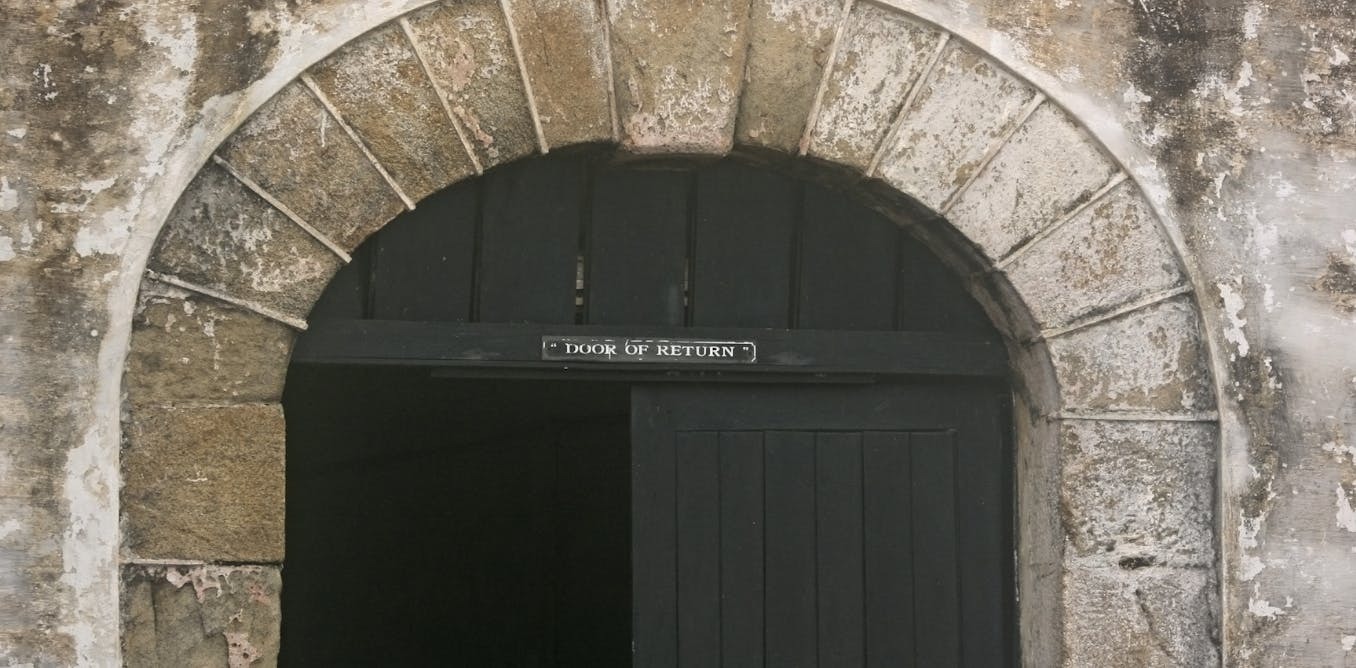 " DOOR OF RETURN "